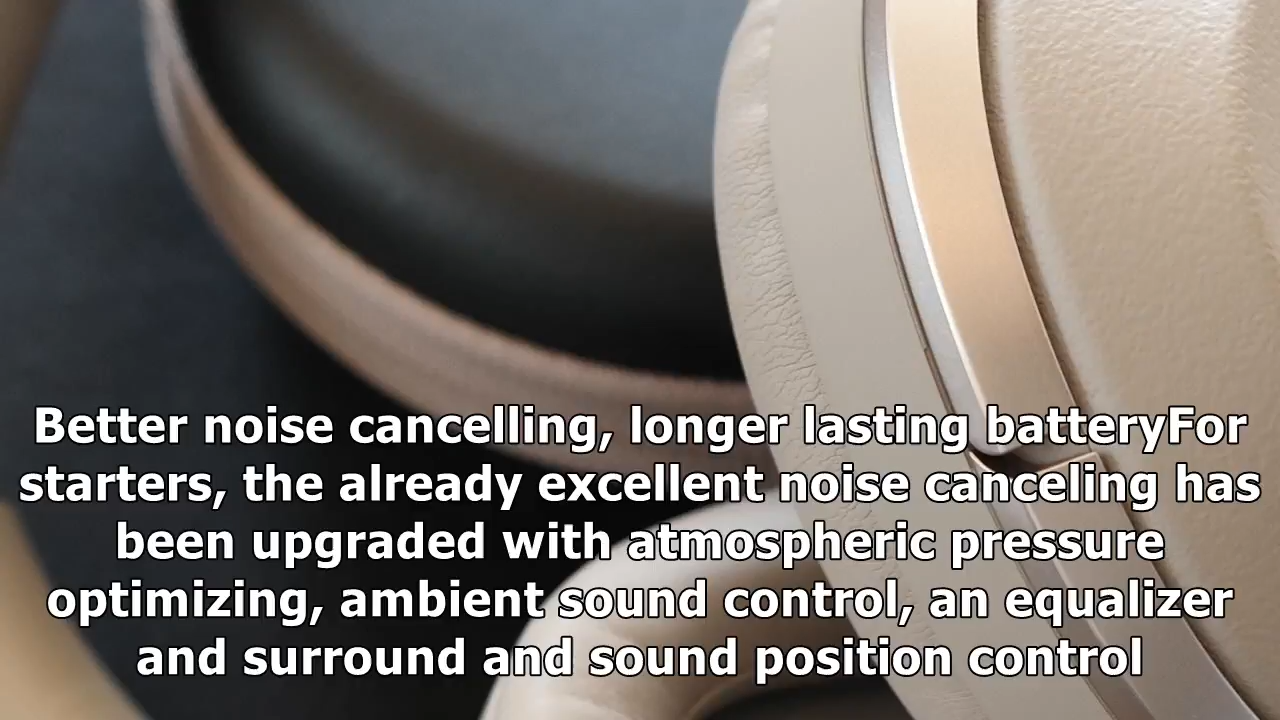 Better noise cancelling, longer lasting batteryFor
starters, the already excellent noise canceling has
been upgraded with atmospheric pressure
optimizing, ambient sound control, an equalizer
and surround and sound position control